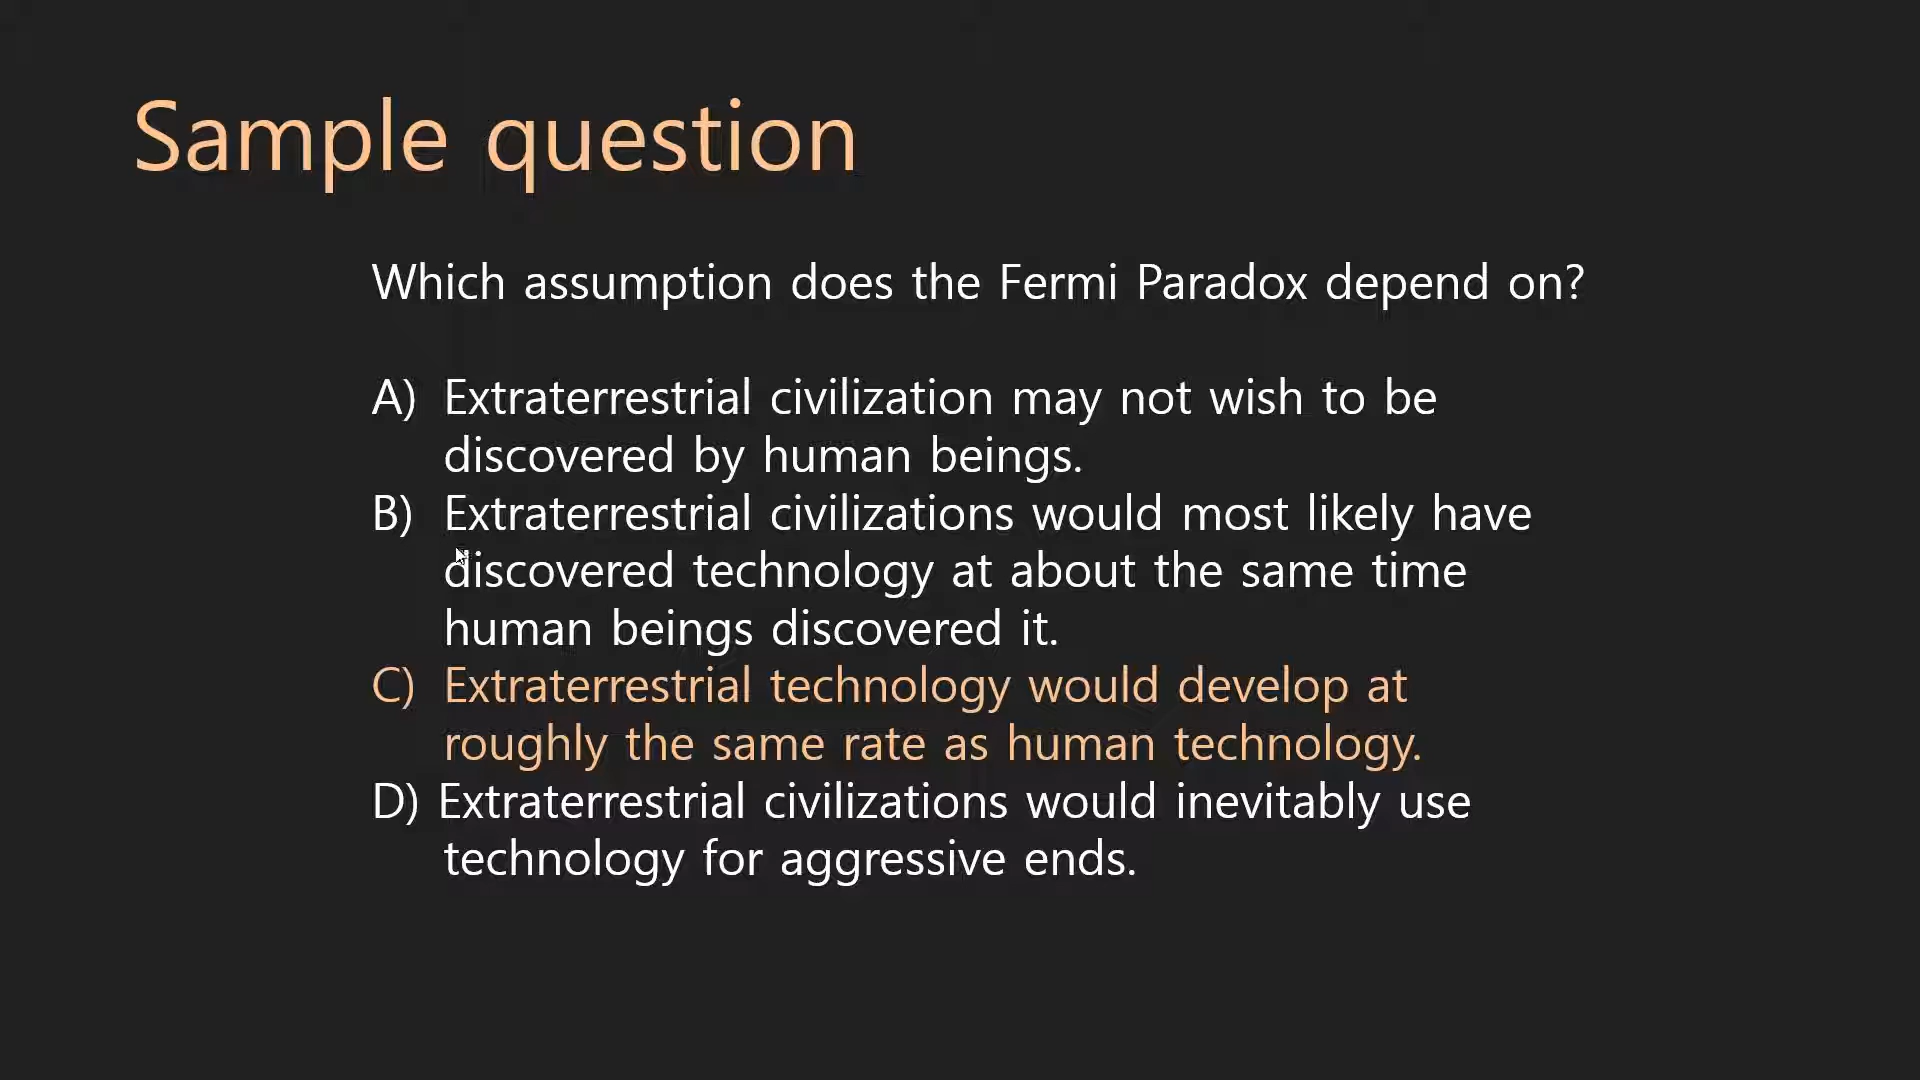 Sample question
Which assumption does the Fermi Paradox depend on?
A) Extraterrestrial civilization may not wish to be
discovered by human beings.
B) Extraterrestrial civilizations would most likely have
discovered technology at about the same time
human beings discovered it.
C) Extraterrestrial technology would develop at
roughly the same rate as human technology.
D) Extraterrestrial civilizations would inevitably use
technology for aggressive ends.